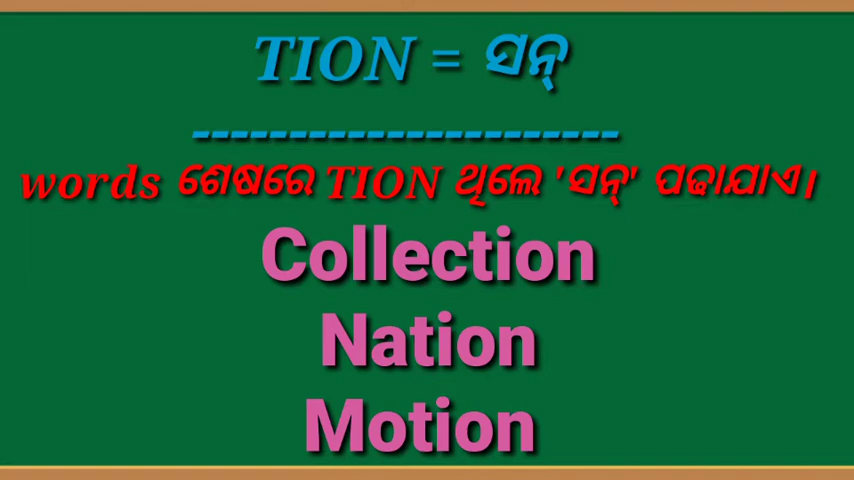 TION = ସନ୍
-----------------------
words ଶେଷରେ TION ଥିଲେ 'ସନ୍' ପଢାଯାଏ।
Collection
Nation
Motion